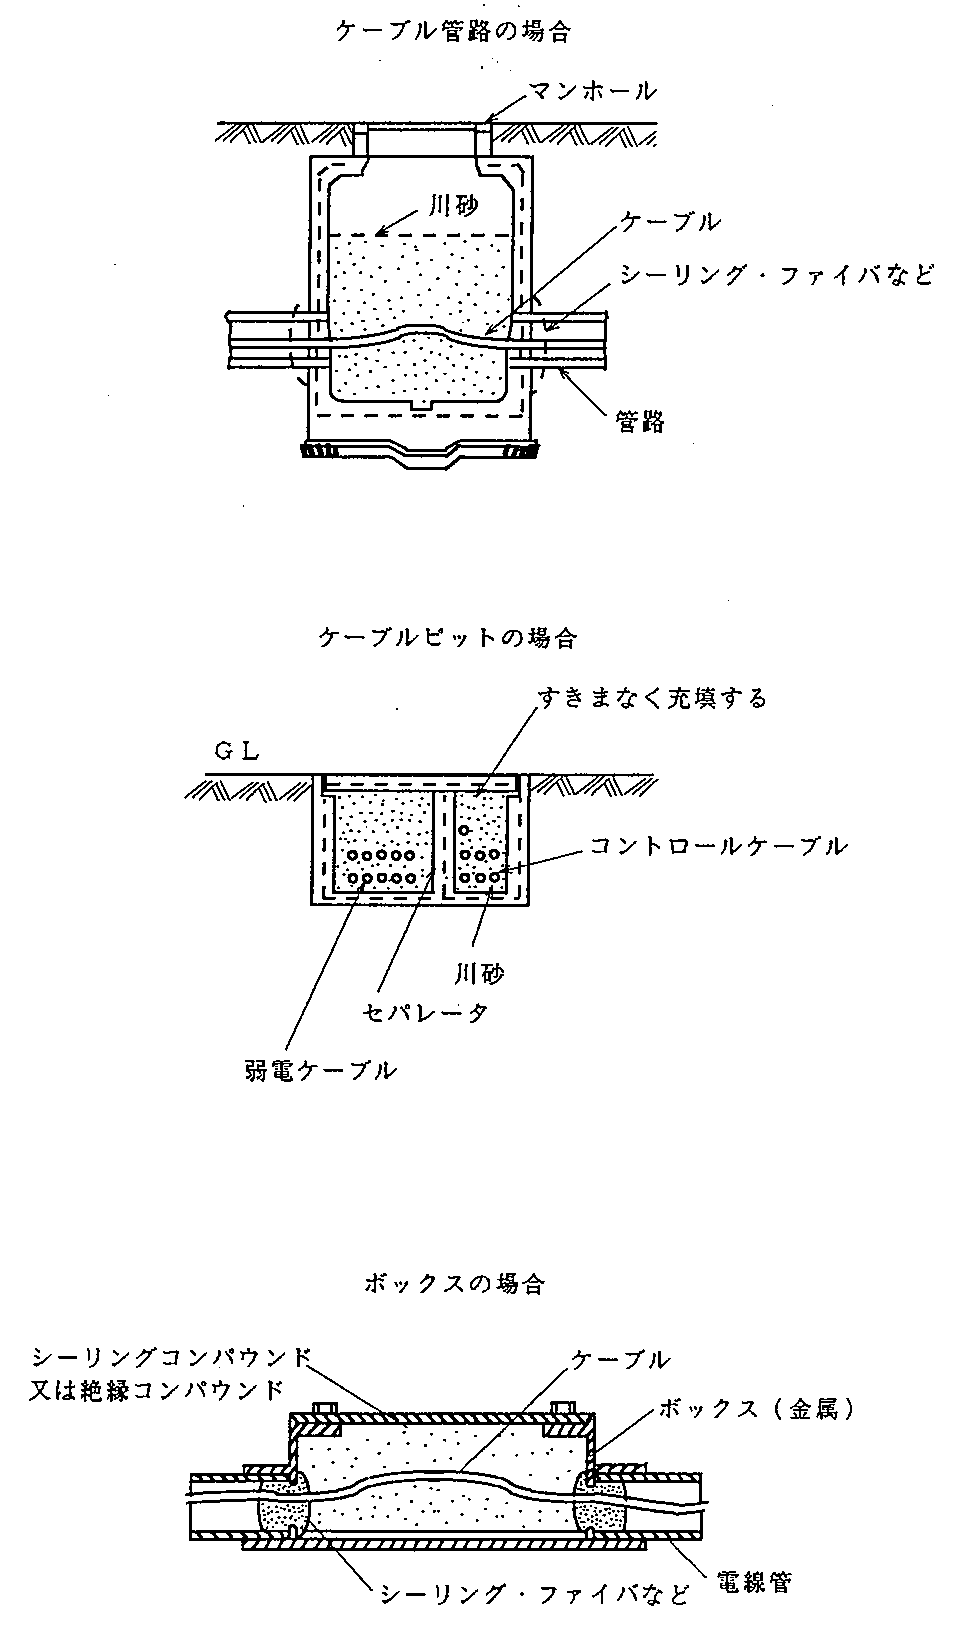 ケーブル管路の場合
マンホール
川砂
ケーブル
シーリング・ファイバなど
管路
ケーブルピットの場合
すきまなく充填する
GL
コントロールケーブル
川砂
セパレータ
弱電ケーブル
ボックスの場合
シーリングコンパウンド
又は絶縁コンパウンド
ケーブル
ボックス（金属）
電線管
シーリング・ファイバなど